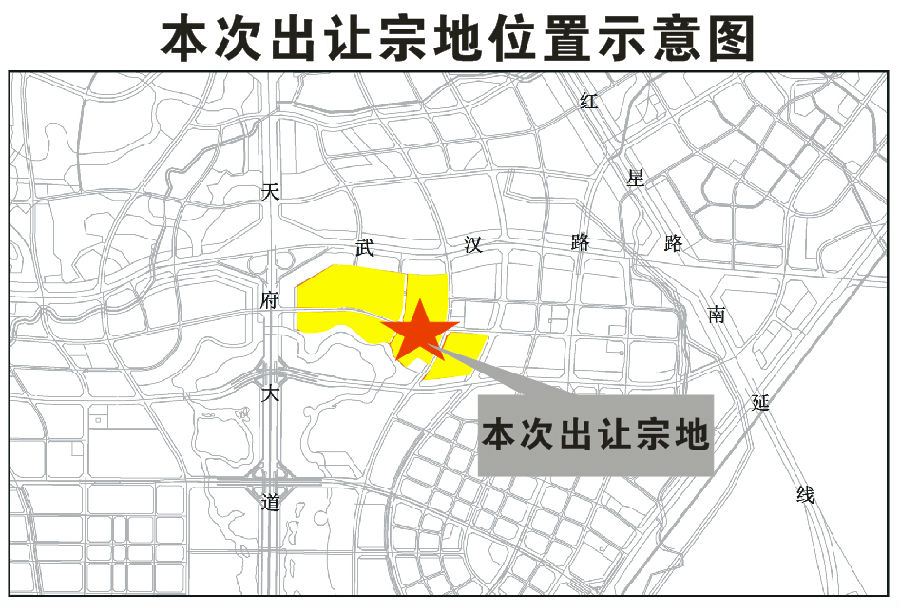 本次出让宗地位置示意图
天府大道
武汉路
红星路南延线
本次出让宗地